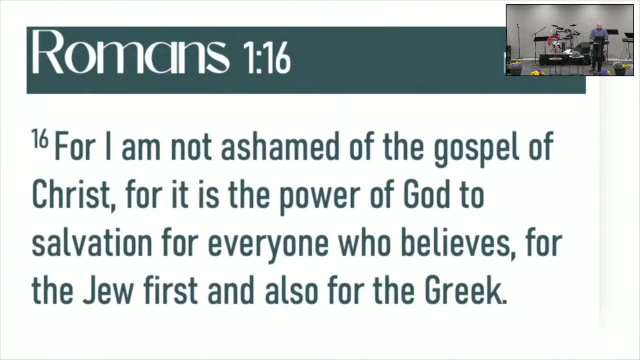 Romans 1:16
16 For I am not ashamed of the gospel of
Christ, for it is the power of God to
salvation for everyone who believes, for
the Jew first and also for the Greek.